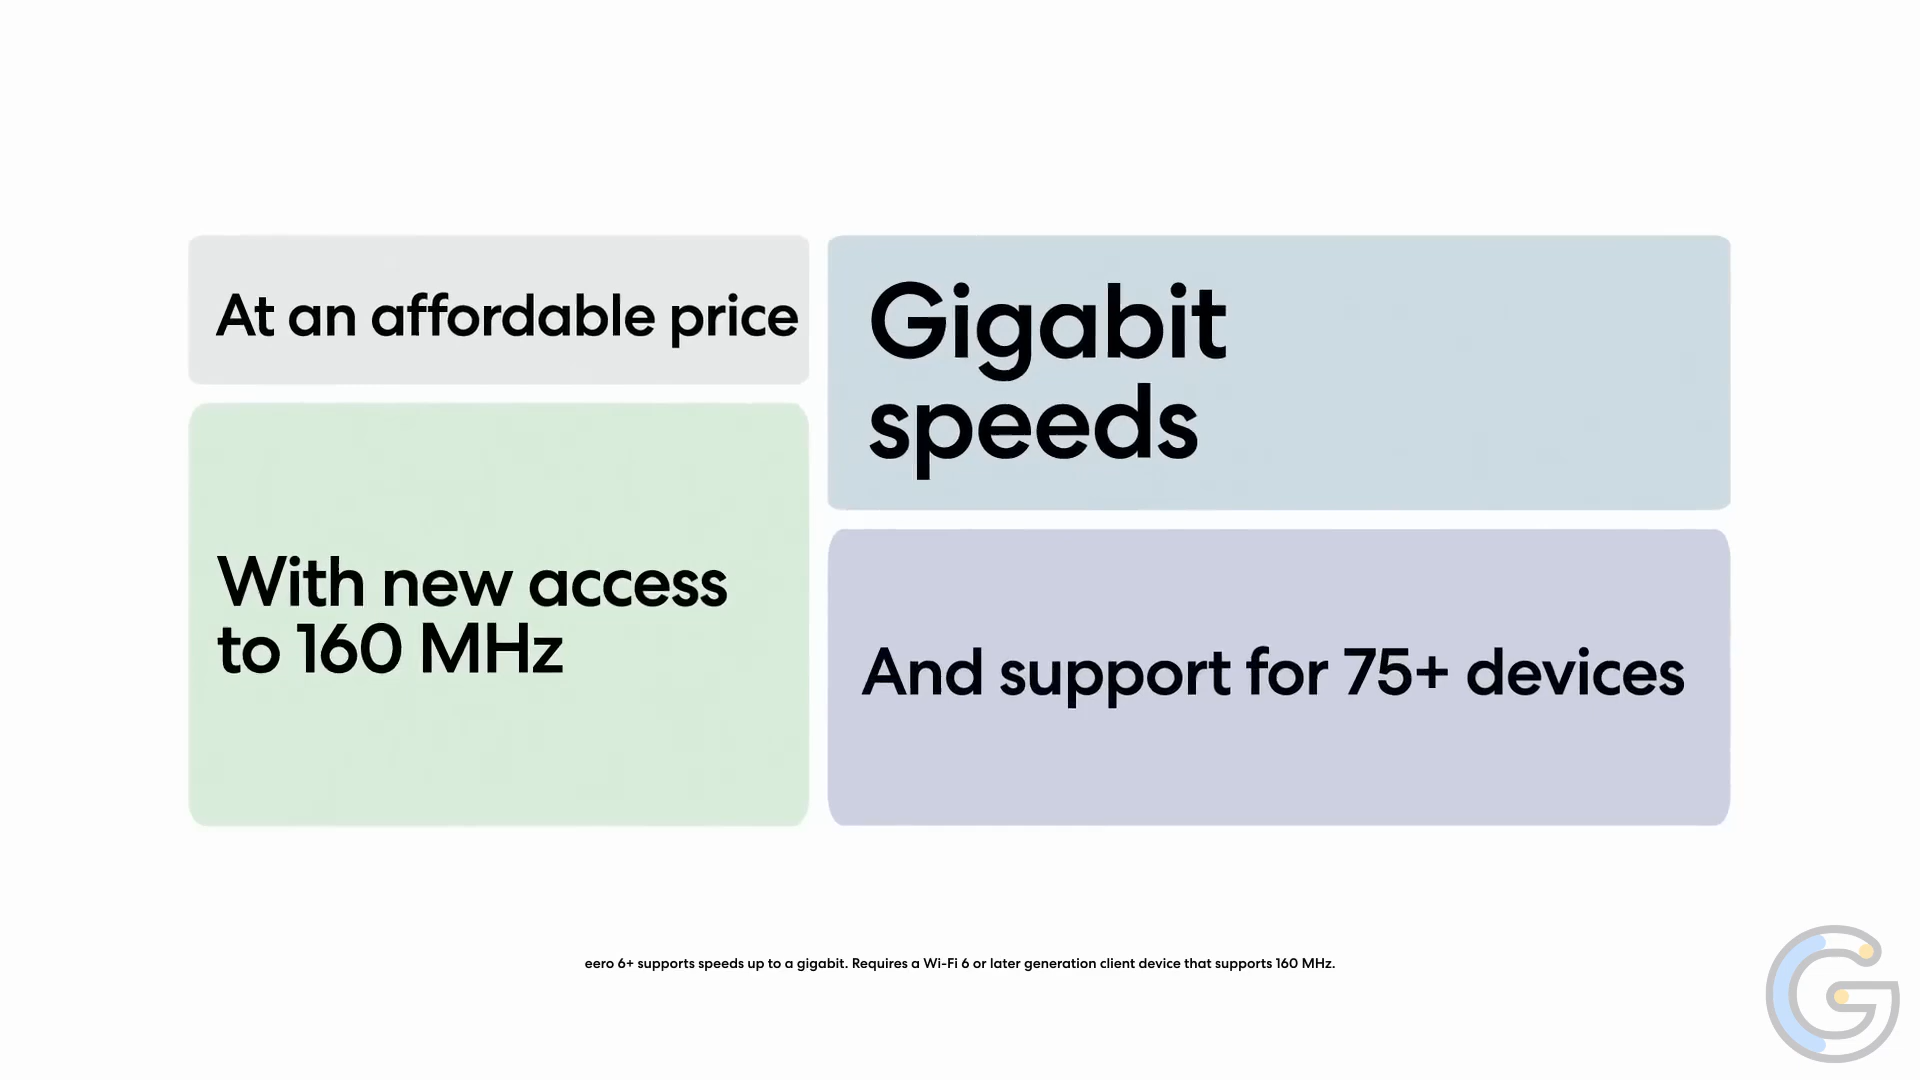 At an affordable price
Gigabit
speeds
With new access
to 160 MHz
And support for 75+ devices
eero 6+ supports speeds up to a gigabit. Requires a Wi-Fi 6 or later generation client device that supports 160 MHz.